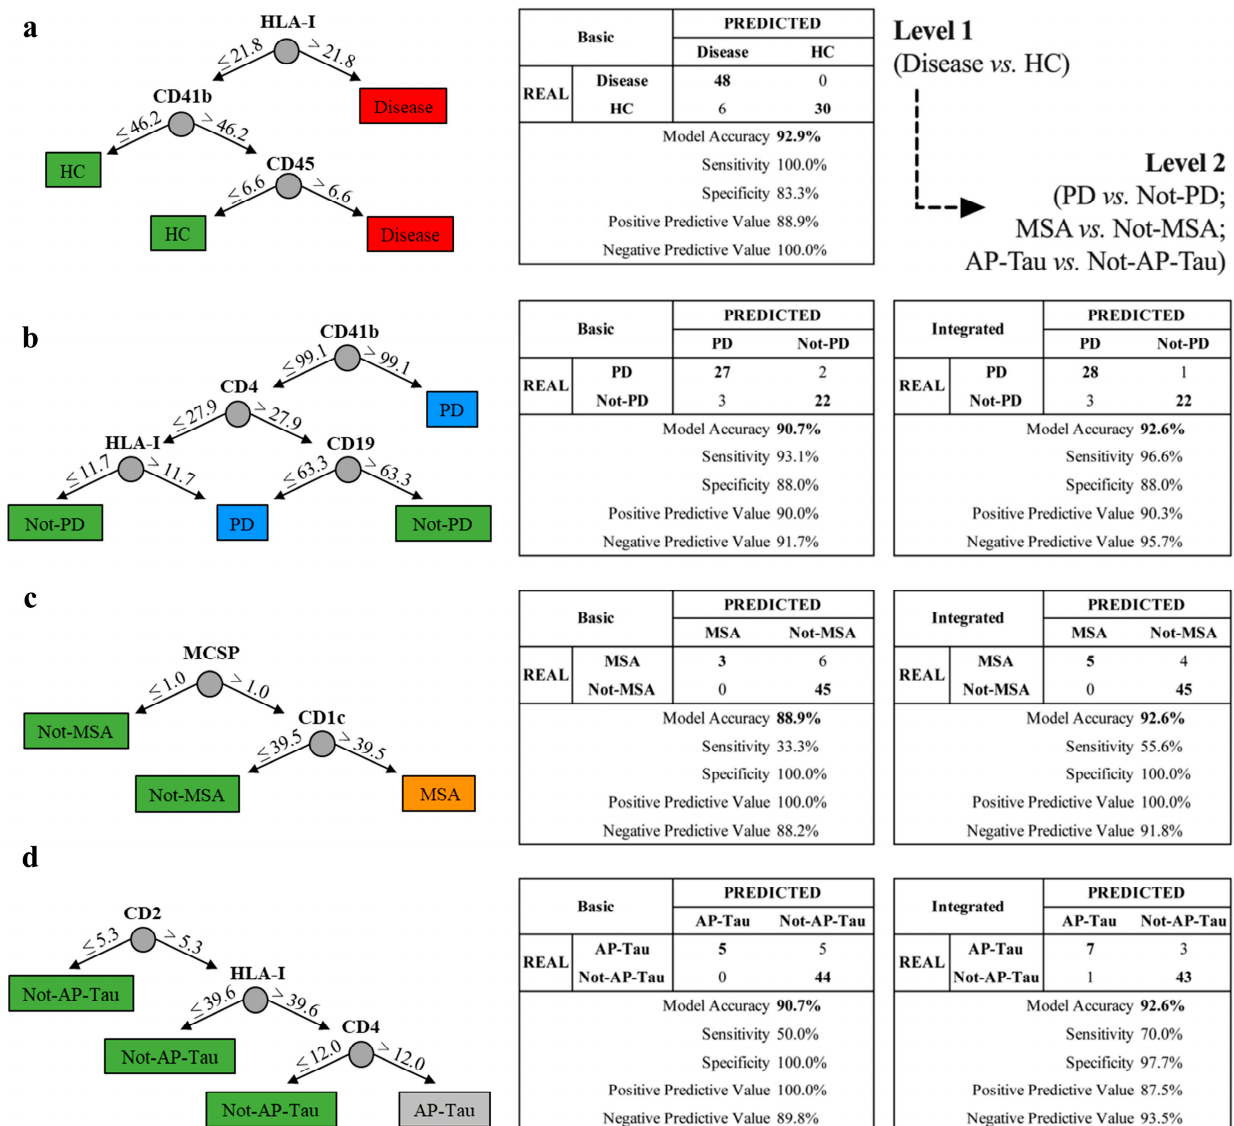 a
HLA-I
≤21.8 > 21.8
CD41b
Disease
≤46.2 > 46.2
HC
CD45
≤6.6 > 6.6
HC
Disease
Basic
PREDICTED
Disease HC
REAL
Disease 48 0
HC 6 30
Model Accuracy 92.9%
Sensitivity 100.0%
Specificity 83.3%
Positive Predictive Value 88.9%
Negative Predictive Value 100.0%
Level 1
(Disease vs. HC)
Level 2
(PD vs. Not-PD;
MSA vs. Not-MSA;
AP-Tau vs. Not-AP-Tau)
b
CD41b
≤99.1 > 99.1
CD4
PD
≤27.9 > 27.9
HLA-I
CD19
≤11.7 > 11.7
≤63.3 > 63.3
Not-PD
PD
Not-PD
Basic
PREDICTED
PD Not-PD
REAL
PD 27 2
Not-PD 3 22
Model Accuracy 90.7%
Sensitivity 93.1%
Specificity 88.0%
Positive Predictive Value 90.0%
Negative Predictive Value 91.7%
Integrated
PREDICTED
PD Not-PD
REAL
PD 28 1
Not-PD 3 22
Model Accuracy 92.6%
Sensitivity 96.6%
Specificity 88.0%
Positive Predictive Value 90.3%
Negative Predictive Value 95.7%
c
MCSP
≤1.0 > 1.0
Not-MSA
CD1c
≤39.5 > 39.5
Not-MSA
MSA
Basic
PREDICTED
MSA Not-MSA
REAL
MSA 3 6
Not-MSA 0 45
Model Accuracy 88.9%
Sensitivity 33.3%
Specificity 100.0%
Positive Predictive Value 100.0%
Negative Predictive Value 88.2%
Integrated
PREDICTED
MSA Not-MSA
REAL
MSA 5 4
Not-MSA 0 45
Model Accuracy 92.6%
Sensitivity 55.6%
Specificity 100.0%
Positive Predictive Value 100.0%
Negative Predictive Value 91.8%
d
CD2
≤5.3 > 5.3
Not-AP-Tau
HLA-I
≤39.6 > 39.6
Not-AP-Tau
CD4
≤12.0 > 12.0
Not-AP-Tau
AP-Tau
Basic
PREDICTED
AP-Tau Not-AP-Tau
REAL
AP-Tau 5 5
Not-AP-Tau 0 44
Model Accuracy 90.7%
Sensitivity 50.0%
Specificity 100.0%
Positive Predictive Value 100.0%
Negative Predictive Value 89.8%
Integrated
PREDICTED
AP-Tau Not-AP-Tau
REAL
AP-Tau 7 3
Not-AP-Tau 1 43
Model Accuracy 92.6%
Sensitivity 70.0%
Specificity 97.7%
Positive Predictive Value 87.5%
Negative Predictive Value 93.5%